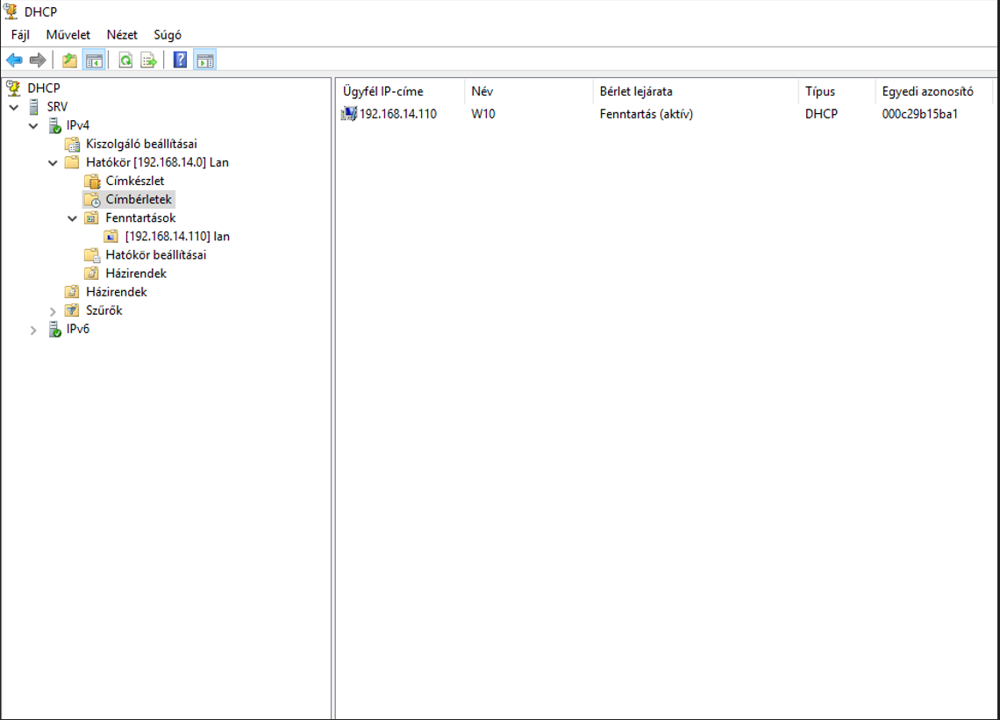 DHCP
Fájl Művelet Nézet Súgó
DHCP
SRV
IPv4
Kiszolgáló beállításai
Hatókör [192.168.14.0] Lan
Címkészlet
Címbérletek
Fenntartások
[192.168.14.110] lan
Hatókör beállításai
Házirendek
Házirendek
Szűrők
IPv6
Ügyfél IP-címe Név Bérlet lejárata Típus Egyedi azonosító
192.168.14.110 W10 Fenntartás (aktív) DHCP 000c29b15ba1